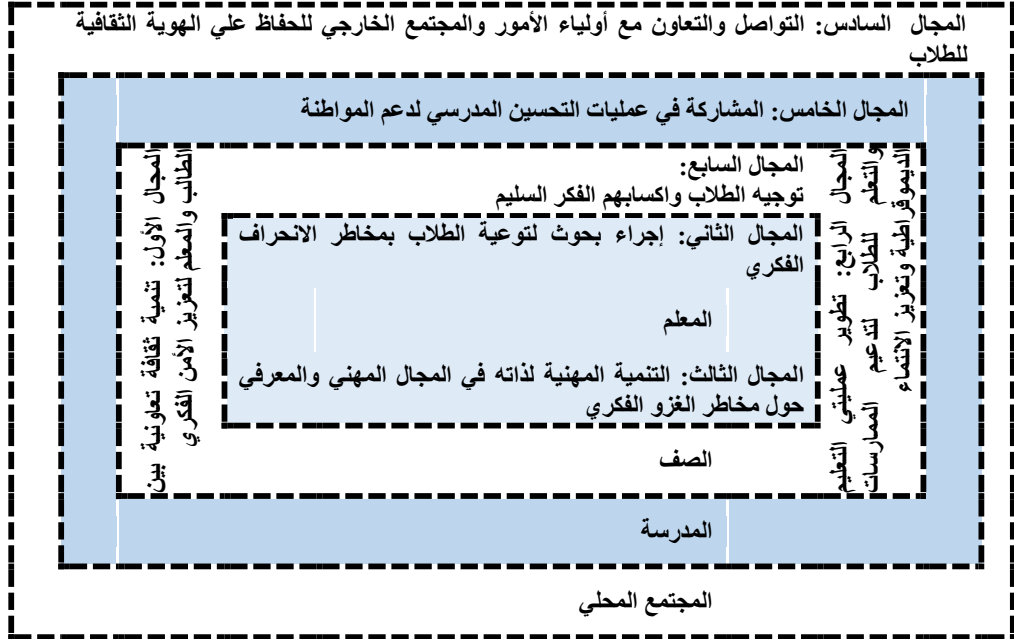 المجال السادس: التواصل والتعاون مع أولياء الأمور والمجتمع الخارجي للحفاظ علي الهوية الثقافية
للطلاب
المجال الخامس: المشاركة في عمليات التحسين المدرسي لدعم المواطنة
المجال الرابع: تطوير عمليتي التعليم
والتعلم للطلاب لتدعيم الممارسات
الديموقراطية وتعزيز الانتماء
المجال السابع:
توجيه الطلاب واكسابهم الفكر السليم
المجال الثاني: إجراء بحوث لتوعية الطلاب بمخاطر الانحراف
الفكري
المعلم
المجال الثالث: التنمية المهنية لذاته في المجال المهني والمعرفي
حول مخاطر الغزو الفكري
المجال الأول: تنمية ثقافة تعاونية بين
الطالب والمعلم لتعزيز الأمن الفكري
الصف
المدرسة
المجتمع المحلي